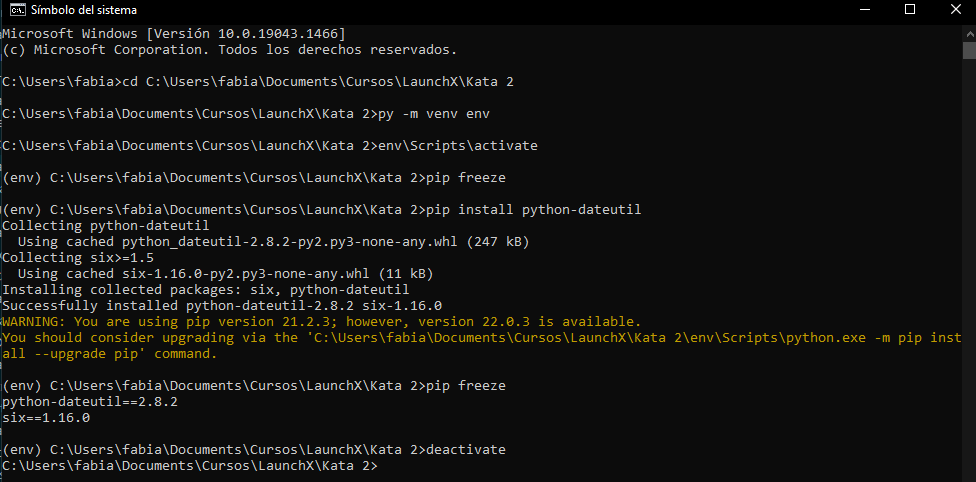 Símbolo del sistema
Microsoft Windows [Versión 10.0.19043.1466]
(c) Microsoft Corporation. Todos los derechos reservados.
C:\Users\fabia>cd C:\Users\fabia\Documents\Cursos\LaunchX\Kata 2
C:\Users\fabia\Documents\Cursos\LaunchX\Kata 2>py -m venv env
C:\Users\fabia\Documents\Cursos\LaunchX\Kata 2>env\Scripts\activate
(env) C:\Users\fabia\Documents\Cursos\LaunchX\Kata 2>pip freeze
(env) C:\Users\fabia\Documents\Cursos\LaunchX\Kata 2>pip install python-dateutil
Collecting python-dateutil
  Using cached python_dateutil-2.8.2-py2.py3-none-any.whl (247 kB)
Collecting six>=1.5
  Using cached six-1.16.0-py2.py3-none-any.whl (11 kB)
Installing collected packages: six, python-dateutil
Successfully installed python-dateutil-2.8.2 six-1.16.0
WARNING: You are using pip version 21.2.3; however, version 22.0.3 is available.
You should consider upgrading via the 'C:\Users\fabia\Documents\Cursos\LaunchX\Kata 2\env\Scripts\python.exe -m pip inst
all --upgrade pip' command.
(env) C:\Users\fabia\Documents\Cursos\LaunchX\Kata 2>pip freeze
python-dateutil==2.8.2
six==1.16.0
(env) C:\Users\fabia\Documents\Cursos\LaunchX\Kata 2>deactivate
C:\Users\fabia\Documents\Cursos\LaunchX\Kata 2>